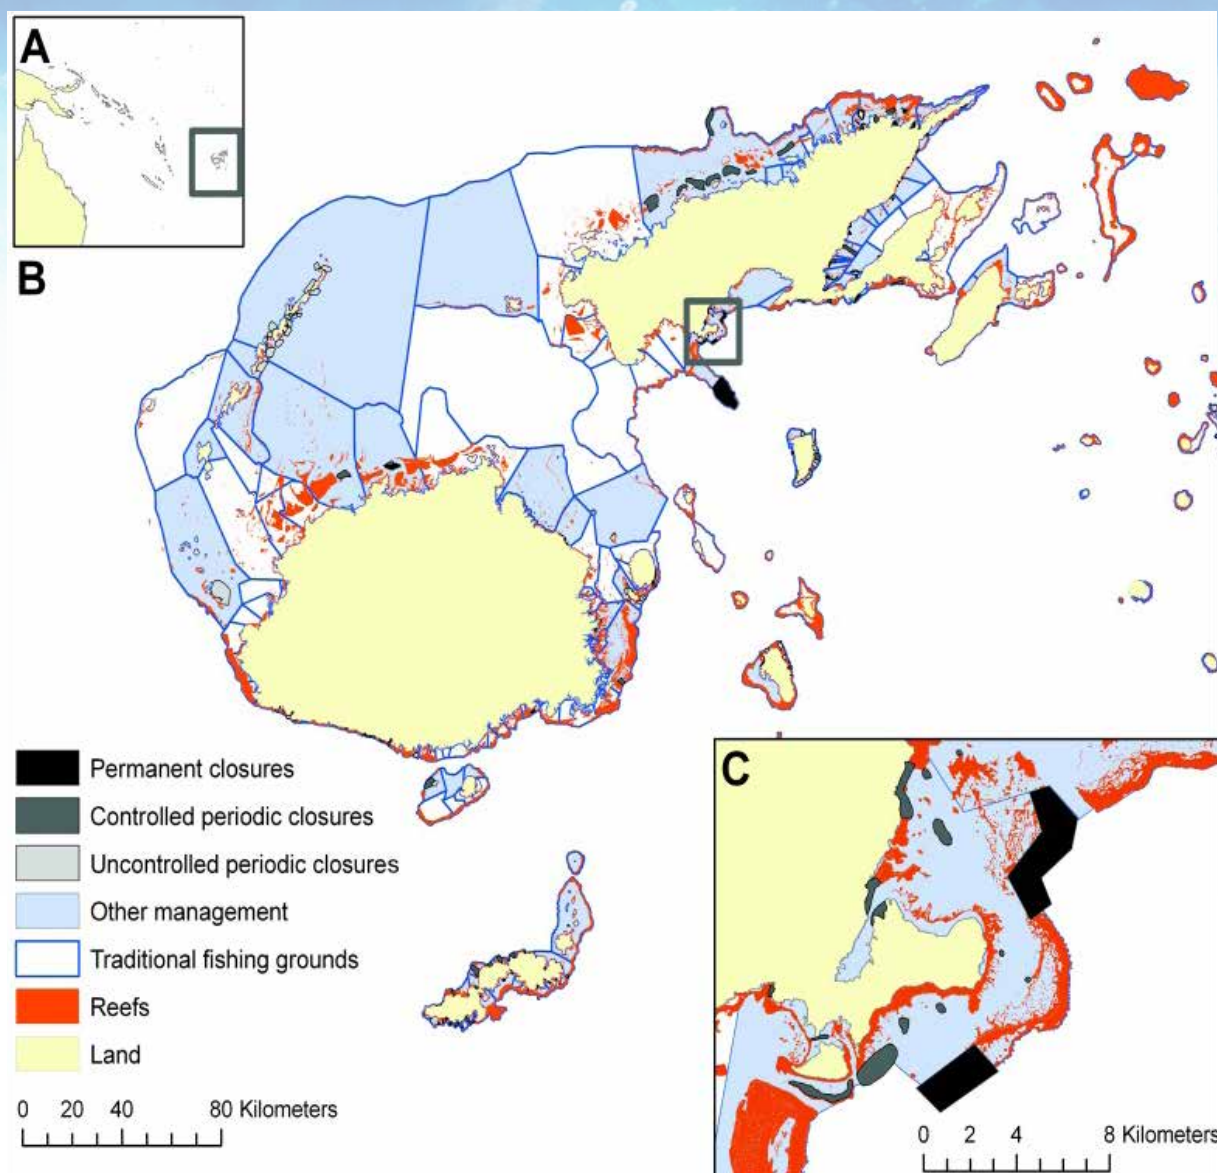 A
B
Permanent closures
Controlled periodic closures
Uncontrolled periodic closures
Other management
Traditional fishing grounds
Reefs
Land
0 20 40 80 Kilometers
C
0 2 4 8 Kilometers